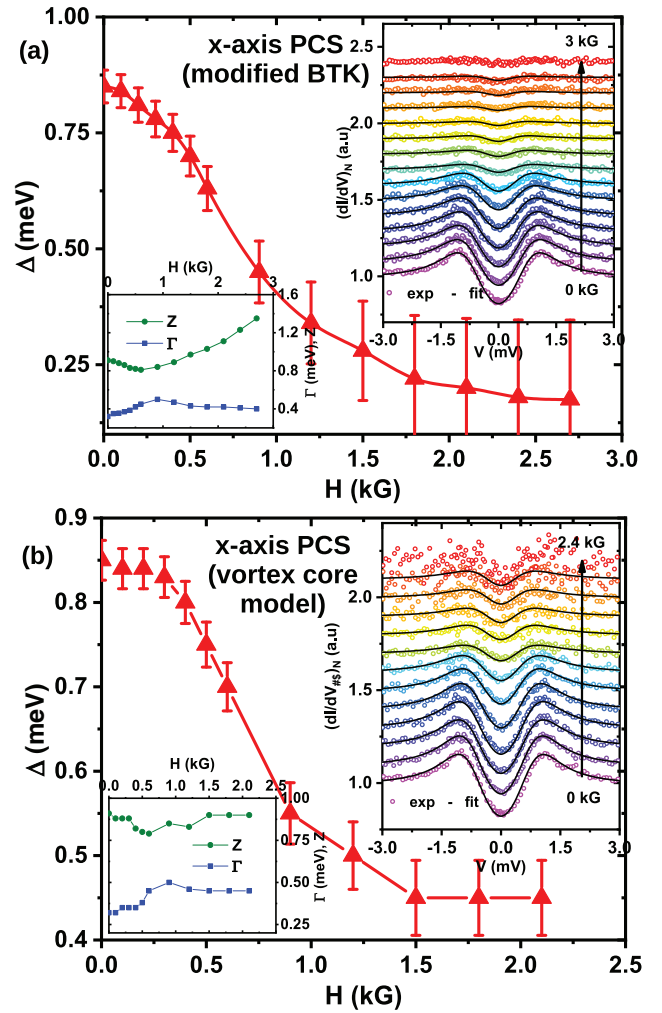 (a)
x-axis PCS
(modified BTK)
Δ (meV)
1.00
0.75
0.50
0.25
0.0 0.5 1.0 1.5 2.0 2.5 3.0
H (kG)
(dI/dV)N (a.u)
2.5
2.0
1.5
1.0
3 kG
0 kG
exp - fit
-3.0 -1.5 0.0 1.5 3.0
V (mV)
H (kG)
0 1 2 3
Z
Γ
1.6
1.2
0.8
0.4
Γ (meV), Z
(b)
x-axis PCS
(vortex core
model)
Δ (meV)
0.9
0.8
0.7
0.6
0.5
0.4
0.0 0.5 1.0 1.5 2.0 2.5
H (kG)
(dI/dV#$)N (a.u)
2.0
1.5
1.0
2.4 kG
0 kG
exp - fit
-3.0 -1.5 0.0 1.5 3.0
V (mV)
H (kG)
0.0 0.5 1.0 1.5 2.0 2.5
Z
Γ
1.00
0.75
0.50
0.25
Γ (meV), Z